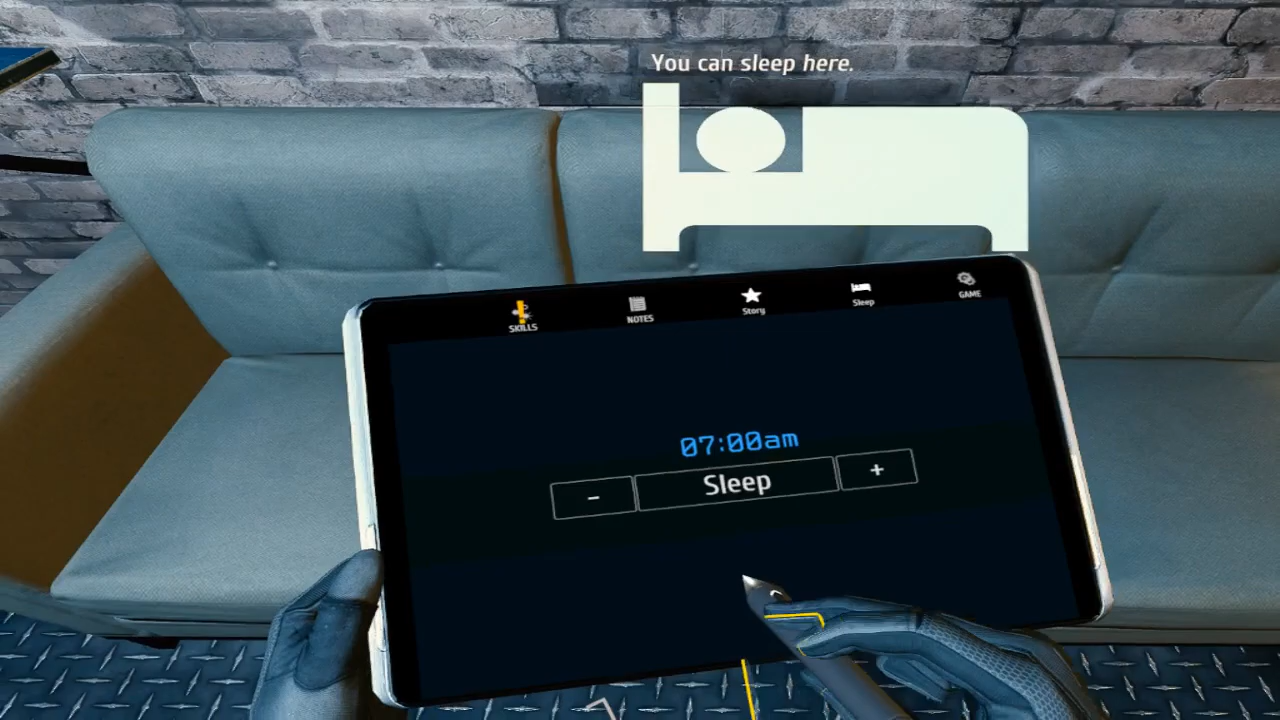 You can sleep here.
SKILLS
NOTES
Story
Sleep
GAME
07:00am
- Sleep +